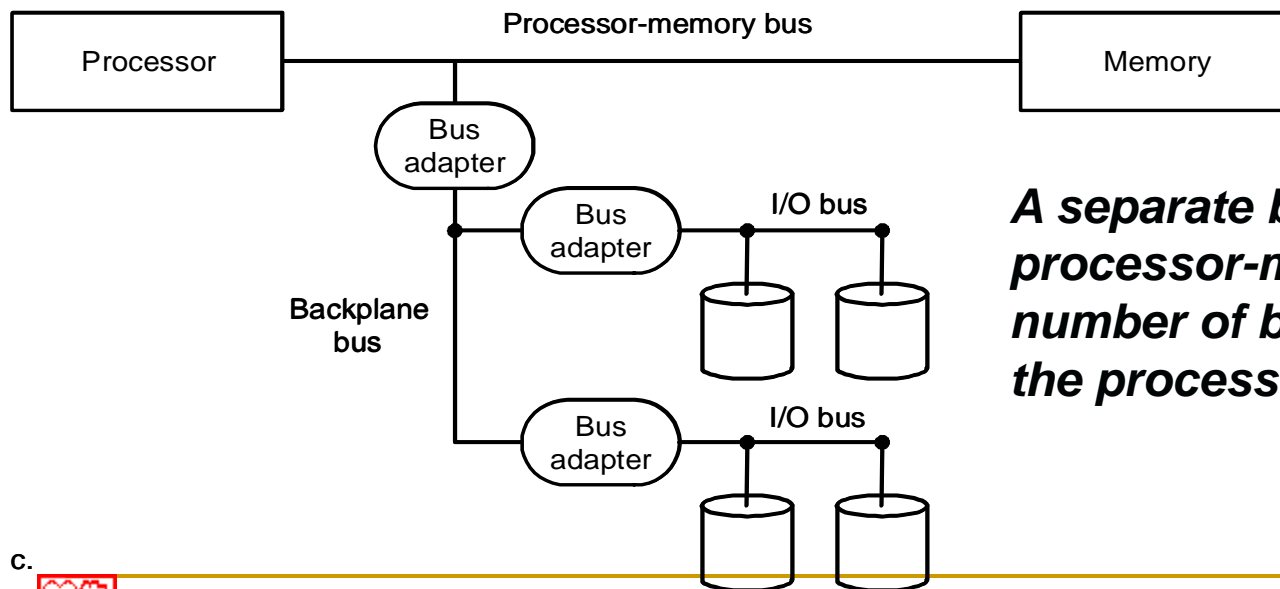 Processor-memory bus
Processor
Memory
Bus
adapter
Bus
adapter
I/O bus
Backplane
bus
Bus
adapter
I/O bus
A separate
processor-
number of
the
c.